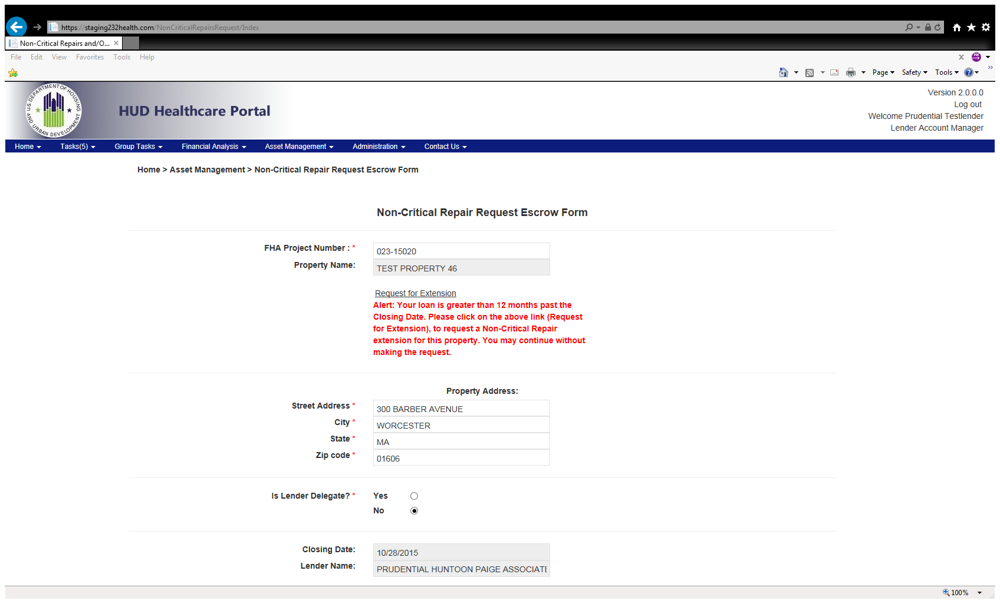 https://staging232health.com/NonCriticalRepairsRequest/Index
Non-Critical Repairs and/O...
File Edit View Favorites Tools Help
PDF
Page Safety Tools
U.S. DEPARTMENT OF HOUSING AND URBAN DEVELOPMENT
HUD Healthcare Portal
Version 2.0.0.0
Log out
Welcome Prudential Testlender
Lender Account Manager
Home Tasks(5) Group Tasks Financial Analysis Asset Management Administration Contact Us
Home > Asset Management > Non-Critical Repair Request Escrow Form
Non-Critical Repair Request Escrow Form
FHA Project Number : * 023-15020
Property Name: TEST PROPERTY 46
Request for Extension
Alert: Your loan is greater than 12 months past the
Closing Date. Please click on the above link (Request
for Extension), to request a Non-Critical Repair
extension for this property. You may continue without
making the request.
Property Address:
Street Address * 300 BARBER AVENUE
City * WORCESTER
State * MA
Zip code * 01606
Is Lender Delegate? * Yes
No
Closing Date: 10/28/2015
Lender Name: PRUDENTIAL HUNTOON PAIGE ASSOCIATE
100%